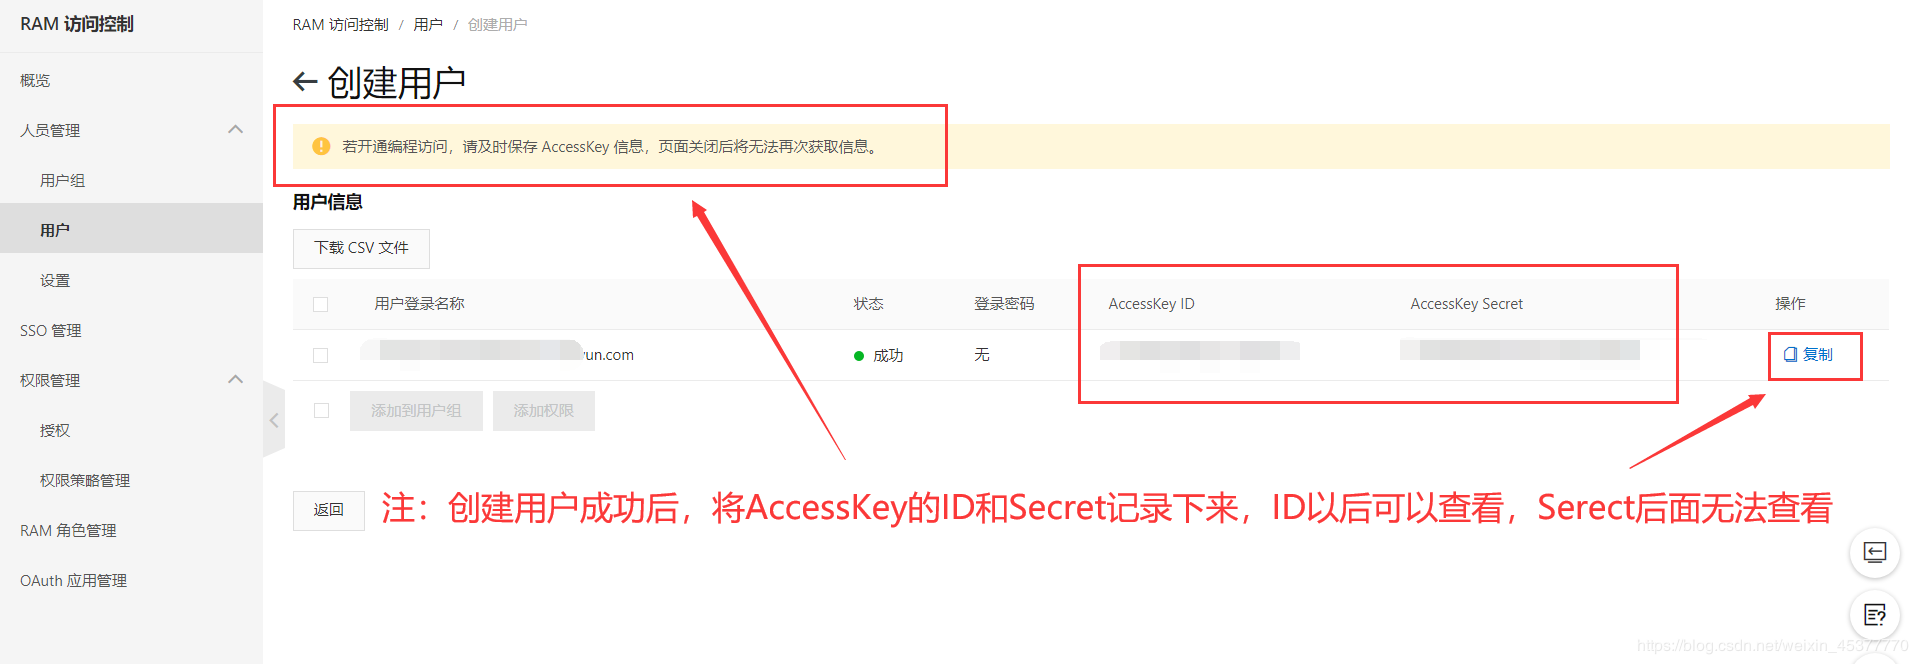 RAM 访问控制
概览
人员管理
用户组
用户
设置
SSO 管理
权限管理
授权
权限策略管理
RAM 角色管理
OAuth 应用管理
RAM 访问控制 / 用户 / 创建用户
创建用户
若开通编程访问，请及时保存 AccessKey 信息，页面关闭后将无法再次获取信息。
用户信息
下载 CSV 文件
用户登录名称 状态 登录密码 AccessKey ID AccessKey Secret 操作
yun.com 成功 无 复制
添加到用户组 添加权限
返回
注：创建用户成功后，将AccessKey的ID和Secret记录下来，ID以后可以查看，Serect后面无法查看
https://blog.csdn.net/weixin_45377770